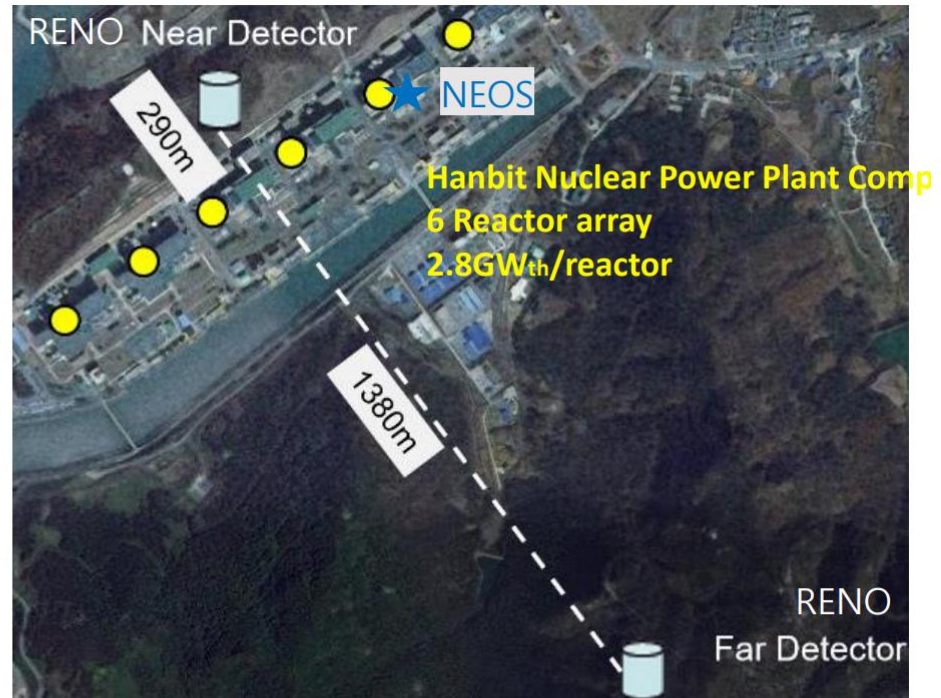 RENO Near Detector
290m
NEOS
Hanbit Nuclear Power Plant Comp
6 Reactor array
2.8GWth/reactor
1380m
RENO
Far Detector